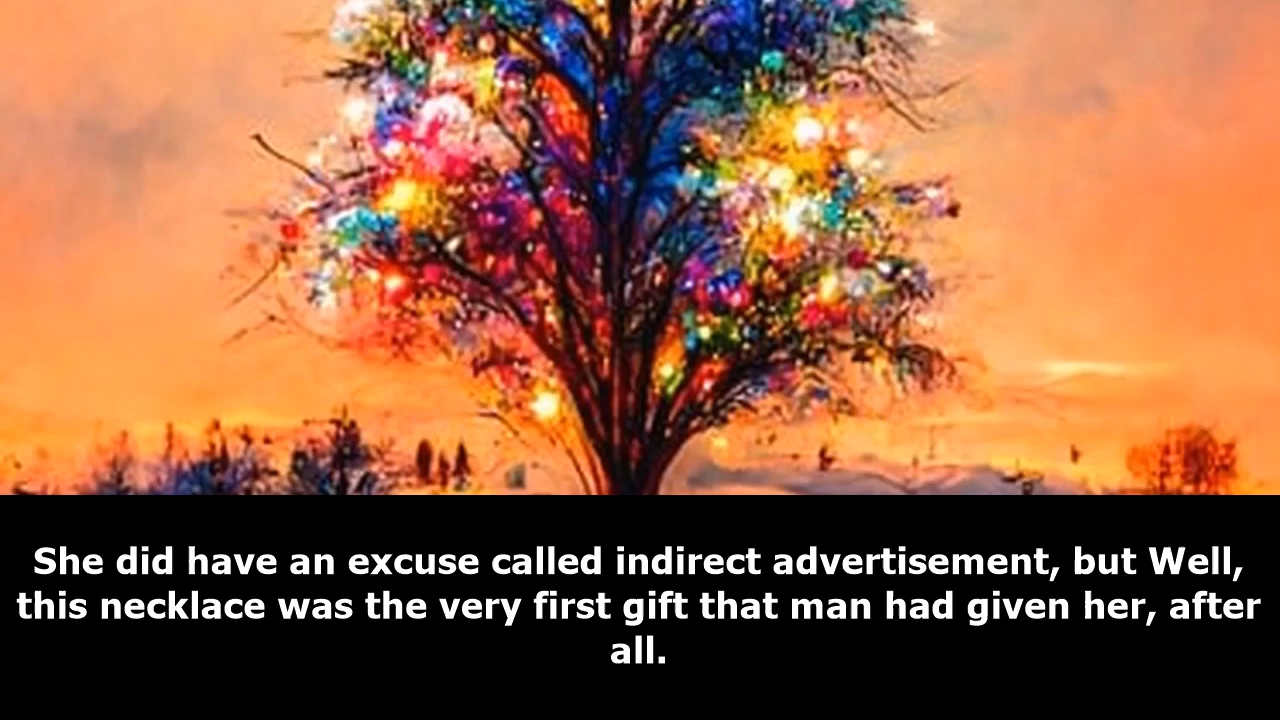 She did have an excuse called indirect advertisement, but Well,
this necklace was the very first gift that man had given her, after
all.